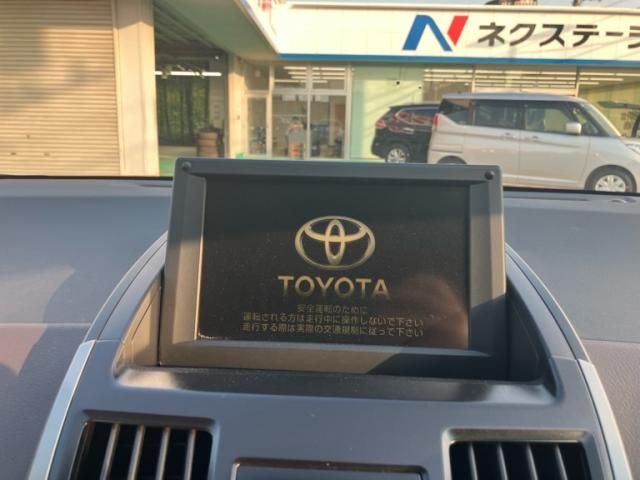 ネクステージ
TOYOTA
安全運転のために
運転される方は走行中に操作しないで下さい
走行する際は実際の交通規制に従って下さい